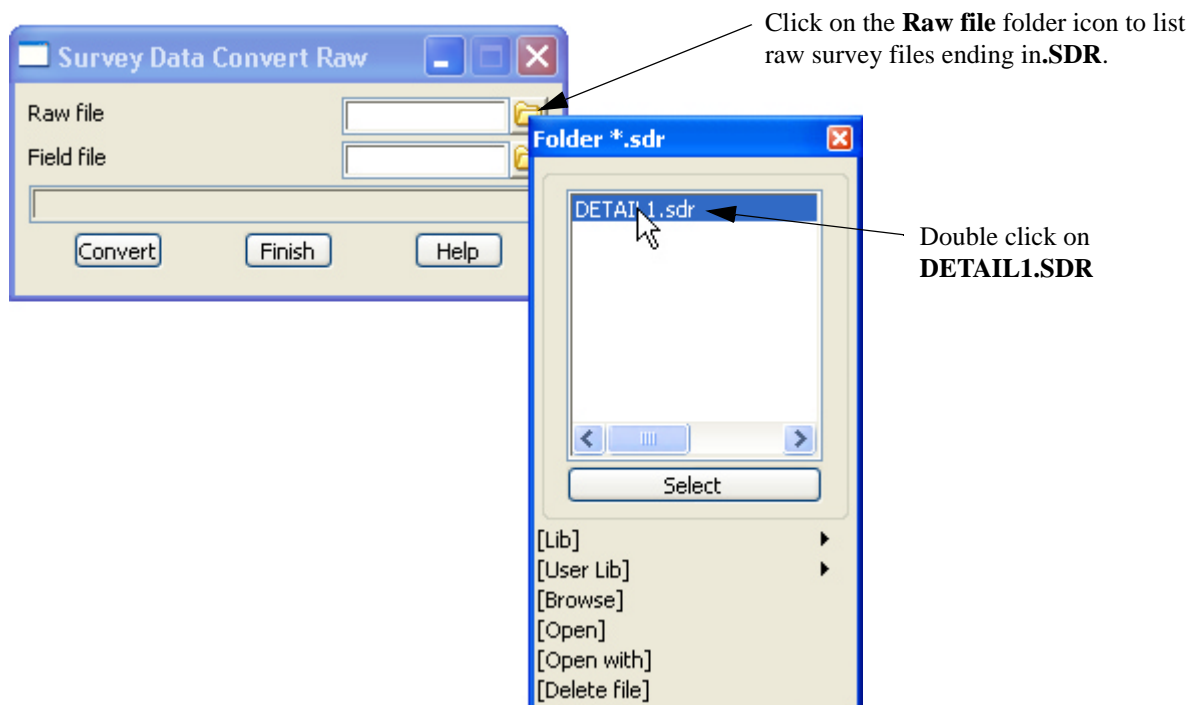 Click on the Raw file folder icon to list
raw survey files ending in.SDR.
Survey Data Convert Raw
Raw file
Field file
Convert
Finish
Help
Folder *.sdr
DETAIL1.sdr
Double click on
DETAIL1.SDR
Select
[Lib]
[User Lib]
[Browse]
[Open]
[Open with]
[Delete file]